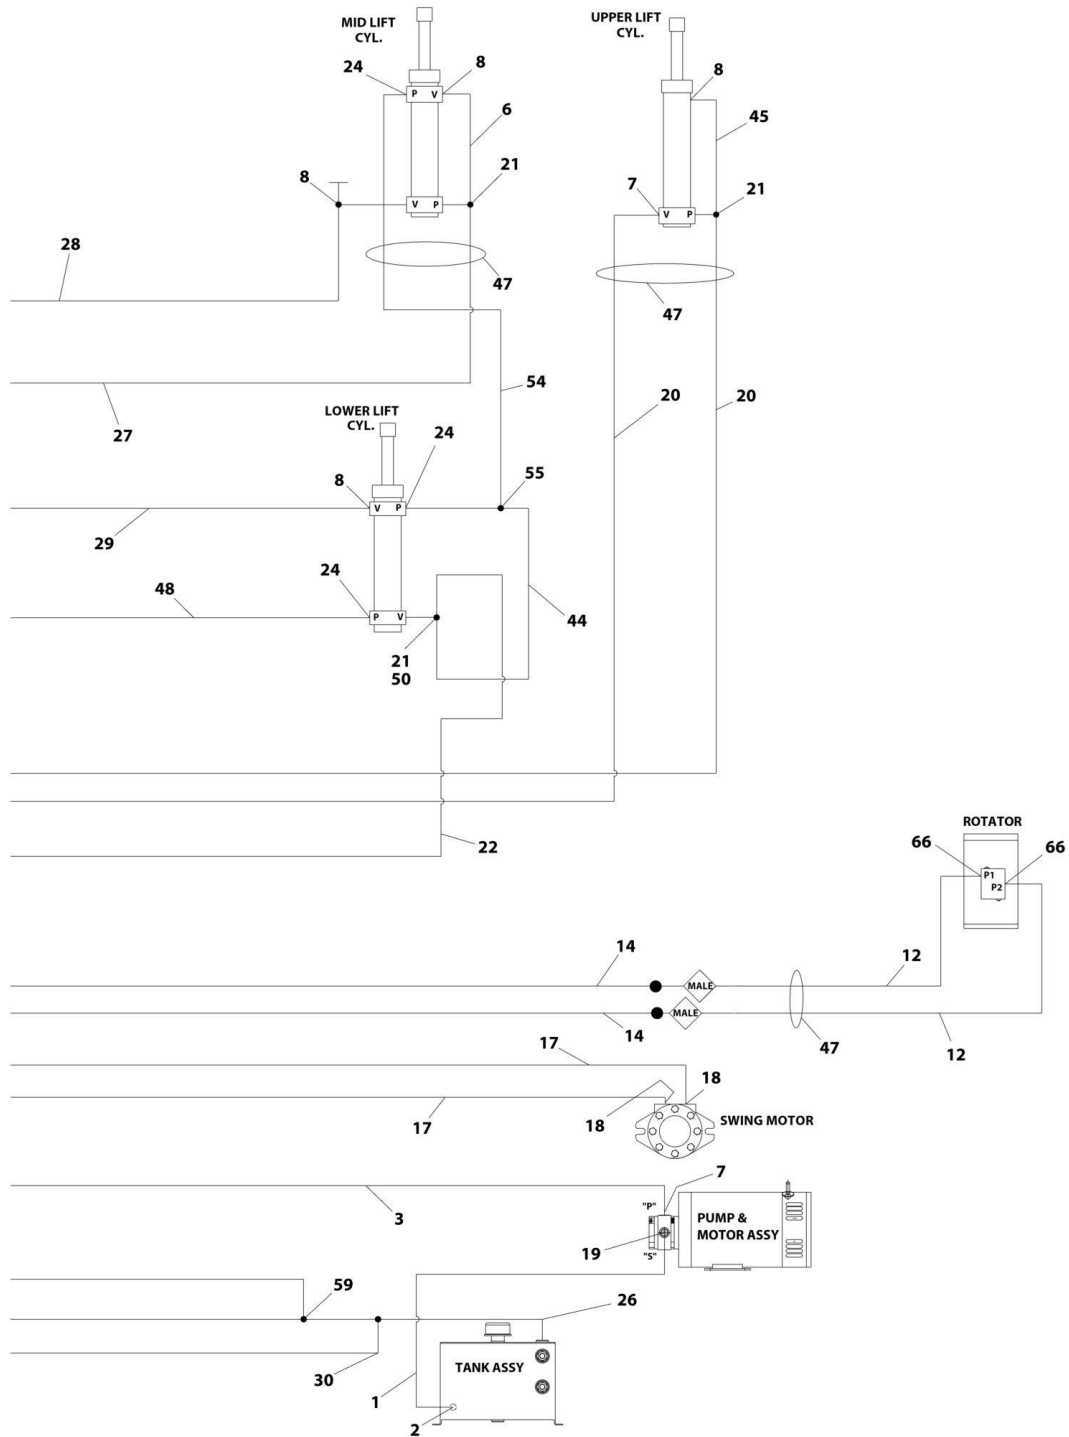 MID LIFT
CYL.
UPPER LIFT
CYL.
24
8
8
P V
6
45
8
21
7
21
V P
V P
28
47
47
54
20
20
27
LOWER LIFT
CYL.
24
8
55
V P
29
24
48
P V
44
21
50
22
ROTATOR
66
66
P1
P2
14
12
MALE
MALE
14
47
12
17
18
18
17
SWING MOTOR
7
"P"
3
PUMP &
MOTOR ASSY
19
"S"
59
26
TANK ASSY
30
1
2